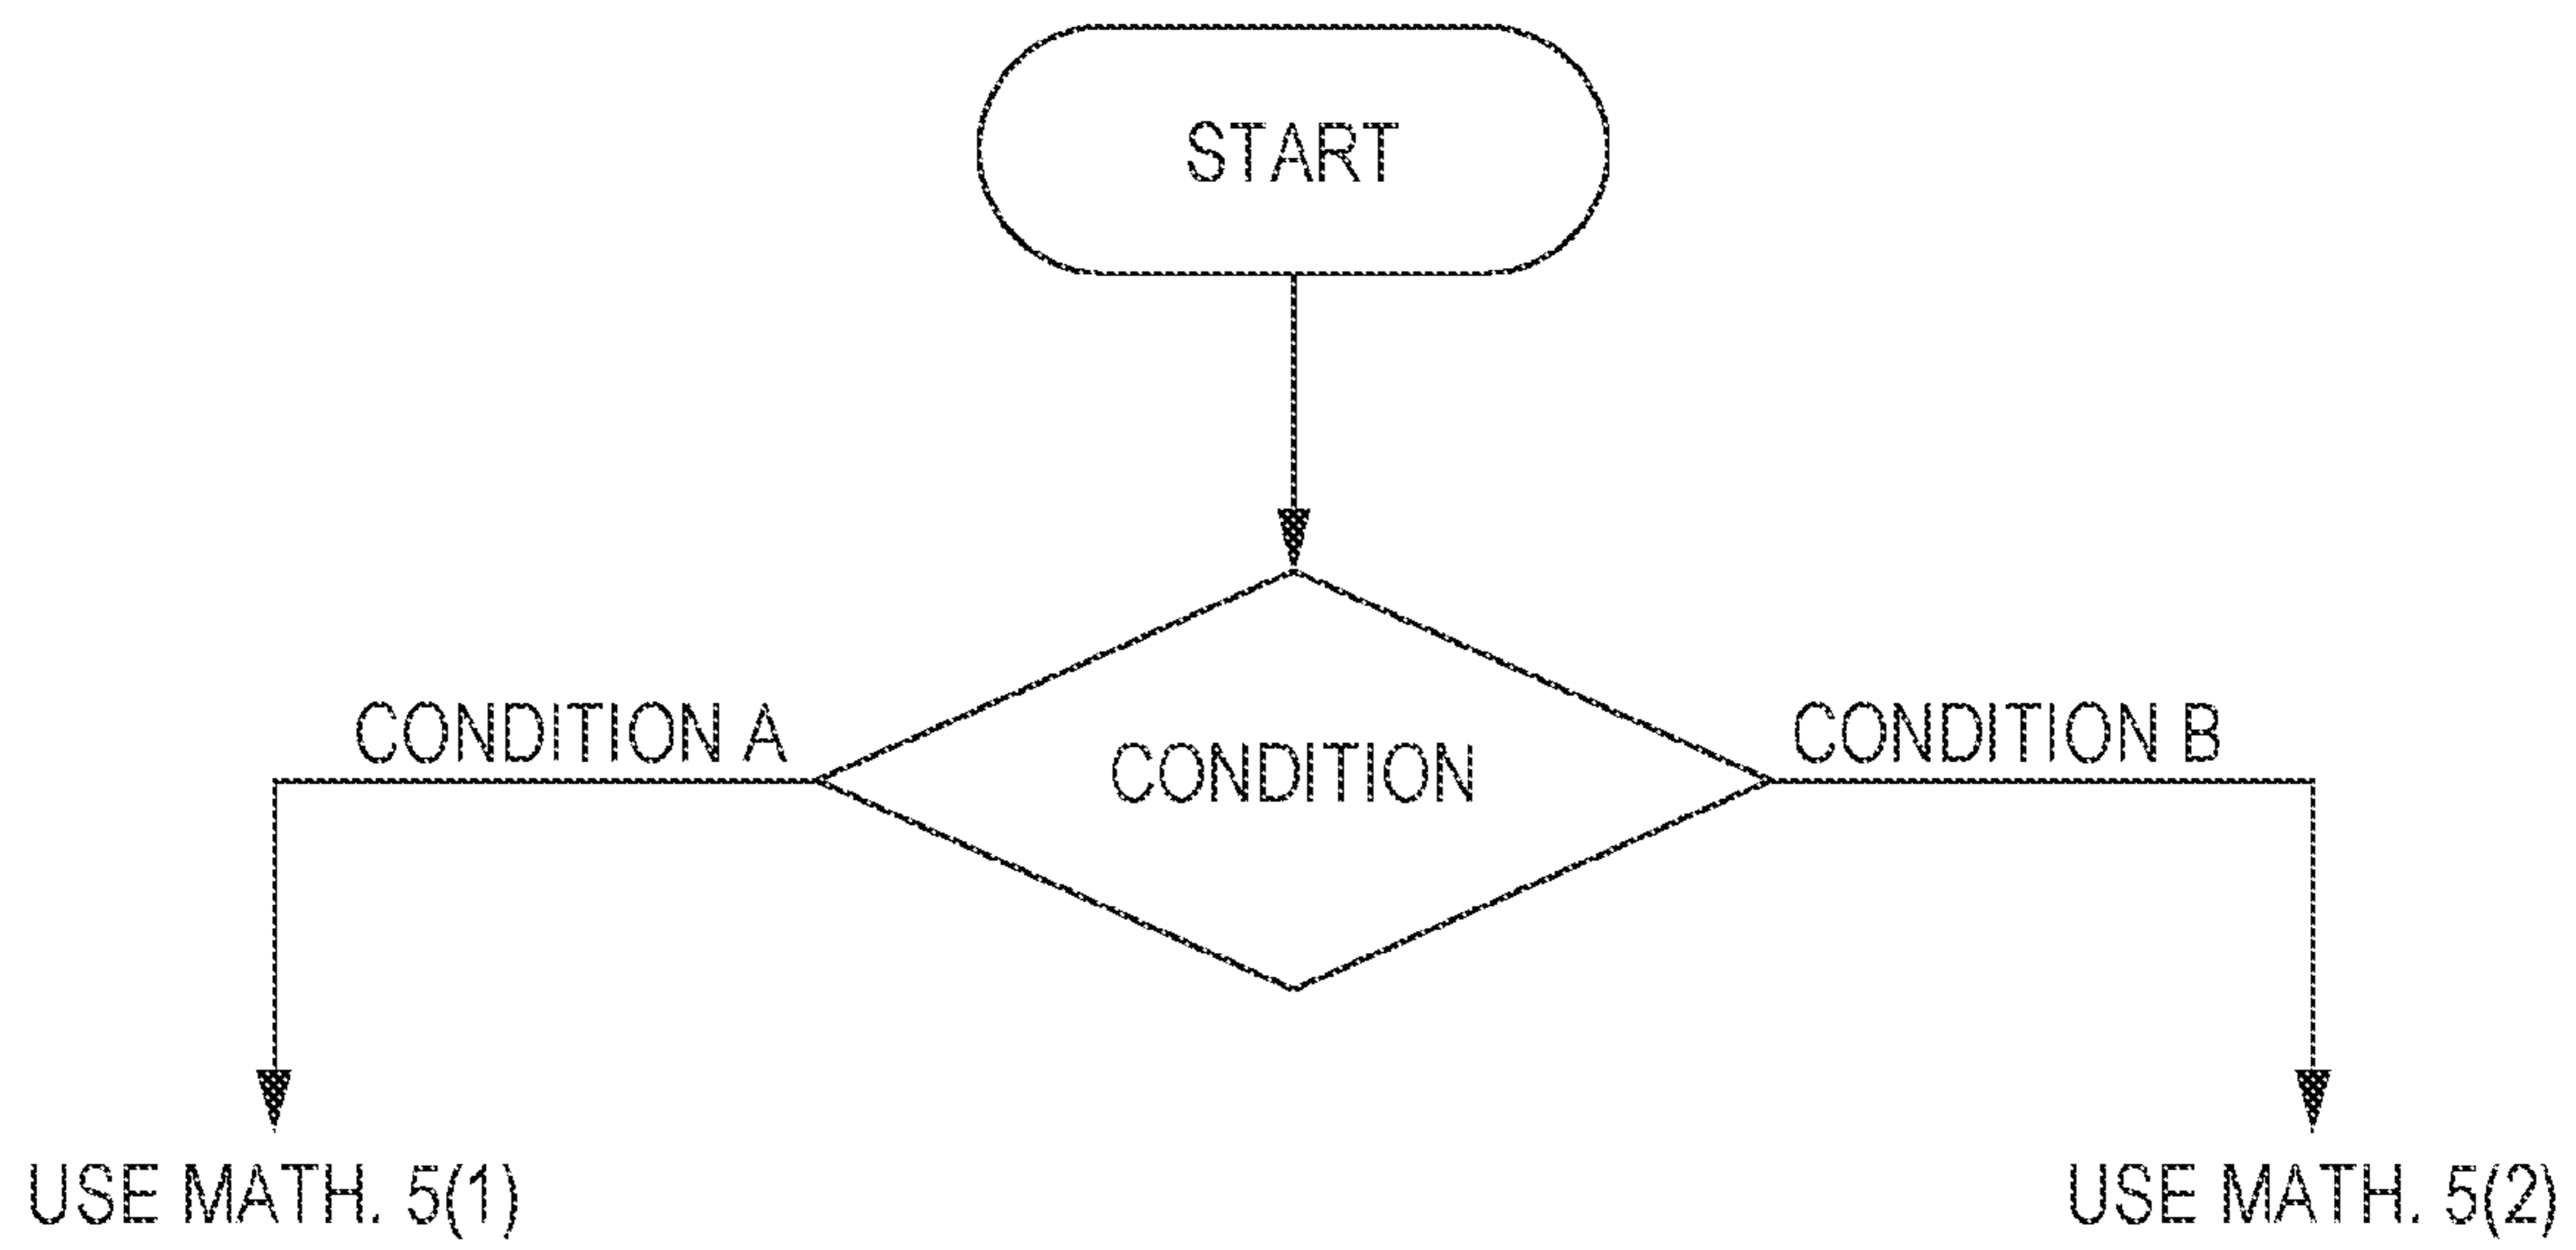 START
CONDITION A
CONDITION
CONDITION B
USE MATH. 5(1)
USE MATH. 5(2)